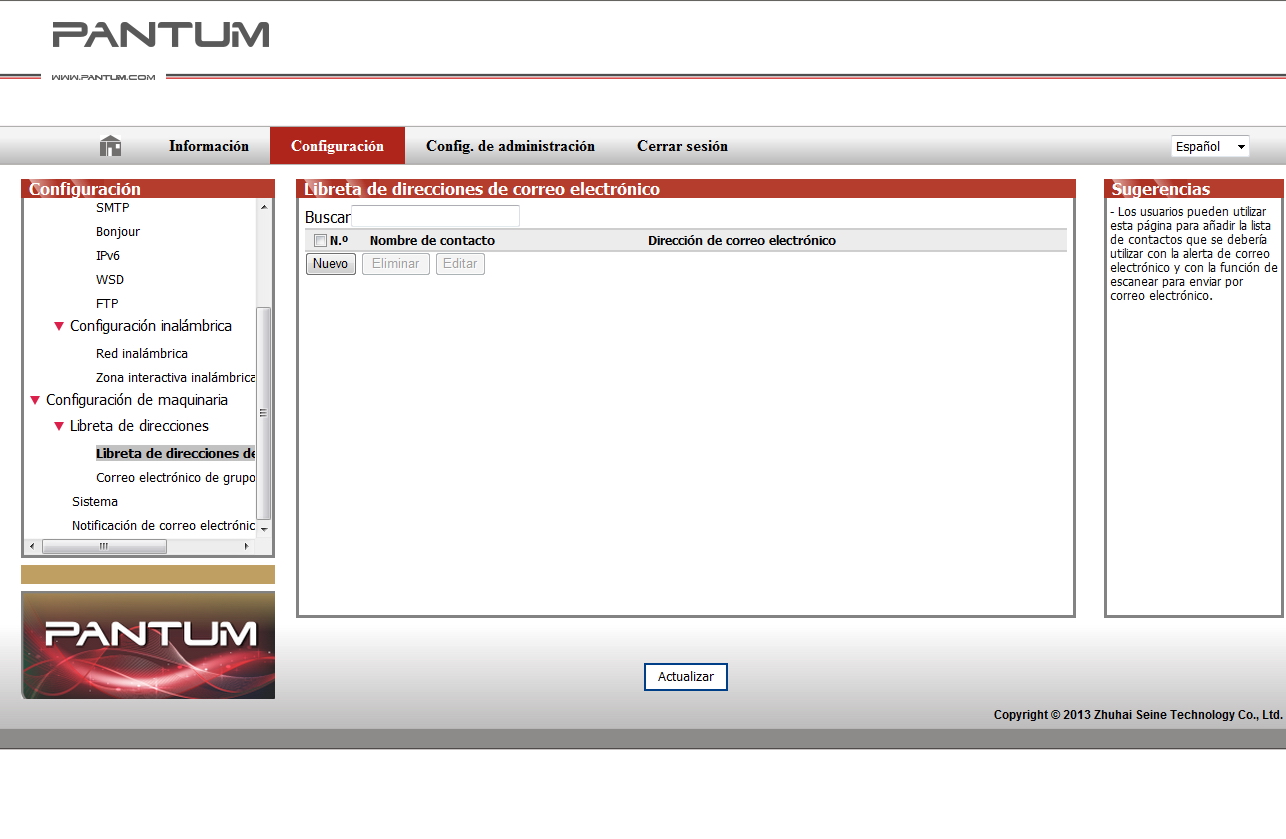 PANTUM
WWW.PANTUM.COM
Información
Configuración
Config. de administración
Cerrar sesión
Español
Configuración
SMTP
Bonjour
IPv6
WSD
FTP
Configuración inalámbrica
Red inalámbrica
Zona interactiva inalámbrica
Configuración de maquinaria
Libreta de direcciones
Libreta de direcciones de
Correo electrónico de grupo
Sistema
Notificación de correo electrónic
PANTUM
Libreta de direcciones de correo electrónico
Buscar
N.º Nombre de contacto Dirección de correo electrónico
Nuevo Eliminar Editar
Actualizar
Sugerencias
- Los usuarios pueden utilizar
esta página para añadir la lista
de contactos que se debería
utilizar con la alerta de correo
electrónico y con la función de
escanear para enviar por
correo electrónico.
Copyright © 2013 Zhuhai Seine Technology Co., Ltd.